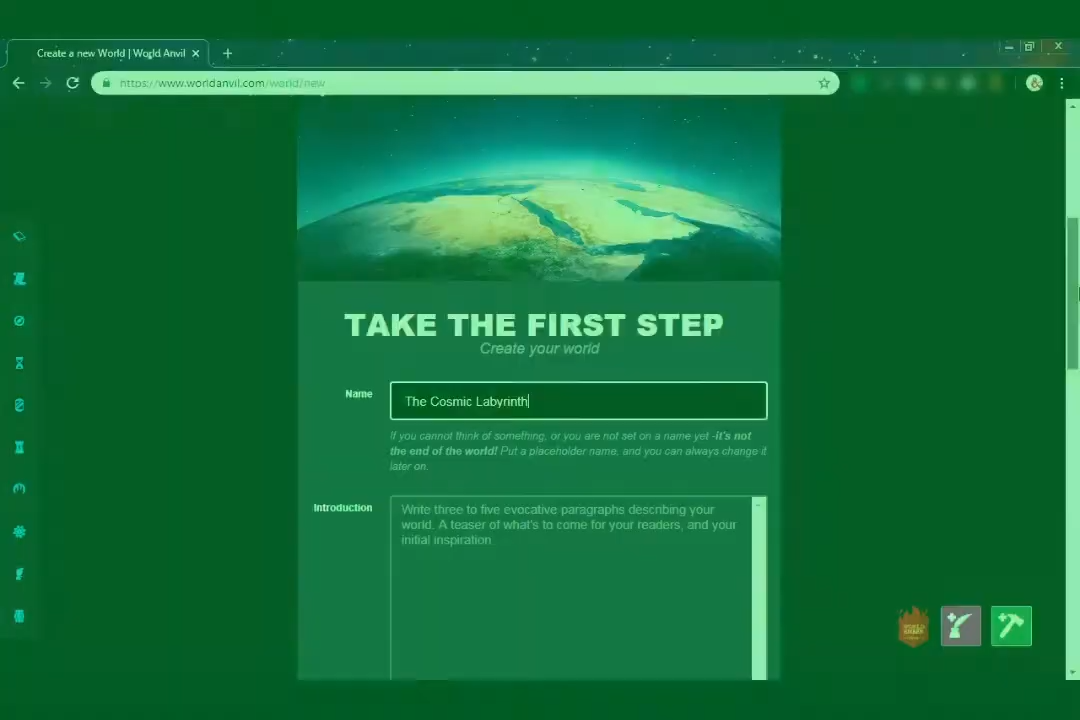 Create a new World | World Anvil
https://www.worldanvil.com/world/new
TAKE THE FIRST STEP
Create your world
Name
The Cosmic Labyrinth
If you cannot think of something, or you are not set on a name yet -it's not
the end of the world! Put a placeholder name, and you can always change it
later on.
Introduction
Write three to five evocative paragraphs describing your
world. A teaser of what's to come for your readers, and your
initial inspiration